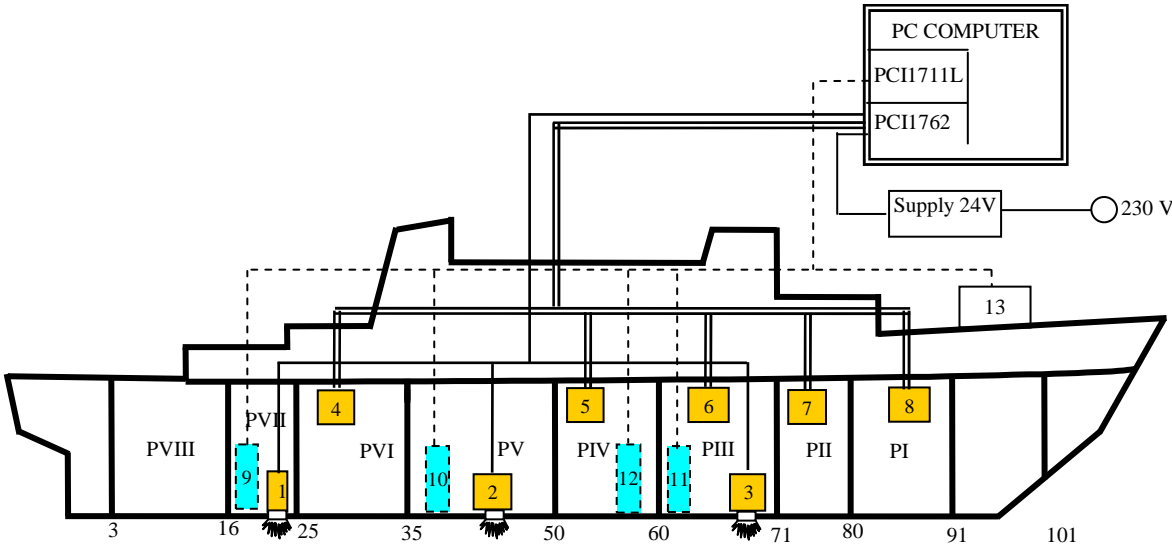 PC COMPUTER
PCI1711L
PCI1762
Supply 24V
230 V
13
4
5
6
7
8
PVII
PVIII
PVI
PV
PIV
PIII
PII
PI
9
1
10
2
12
11
3
3
16
25
35
50
60
71
80
91
101